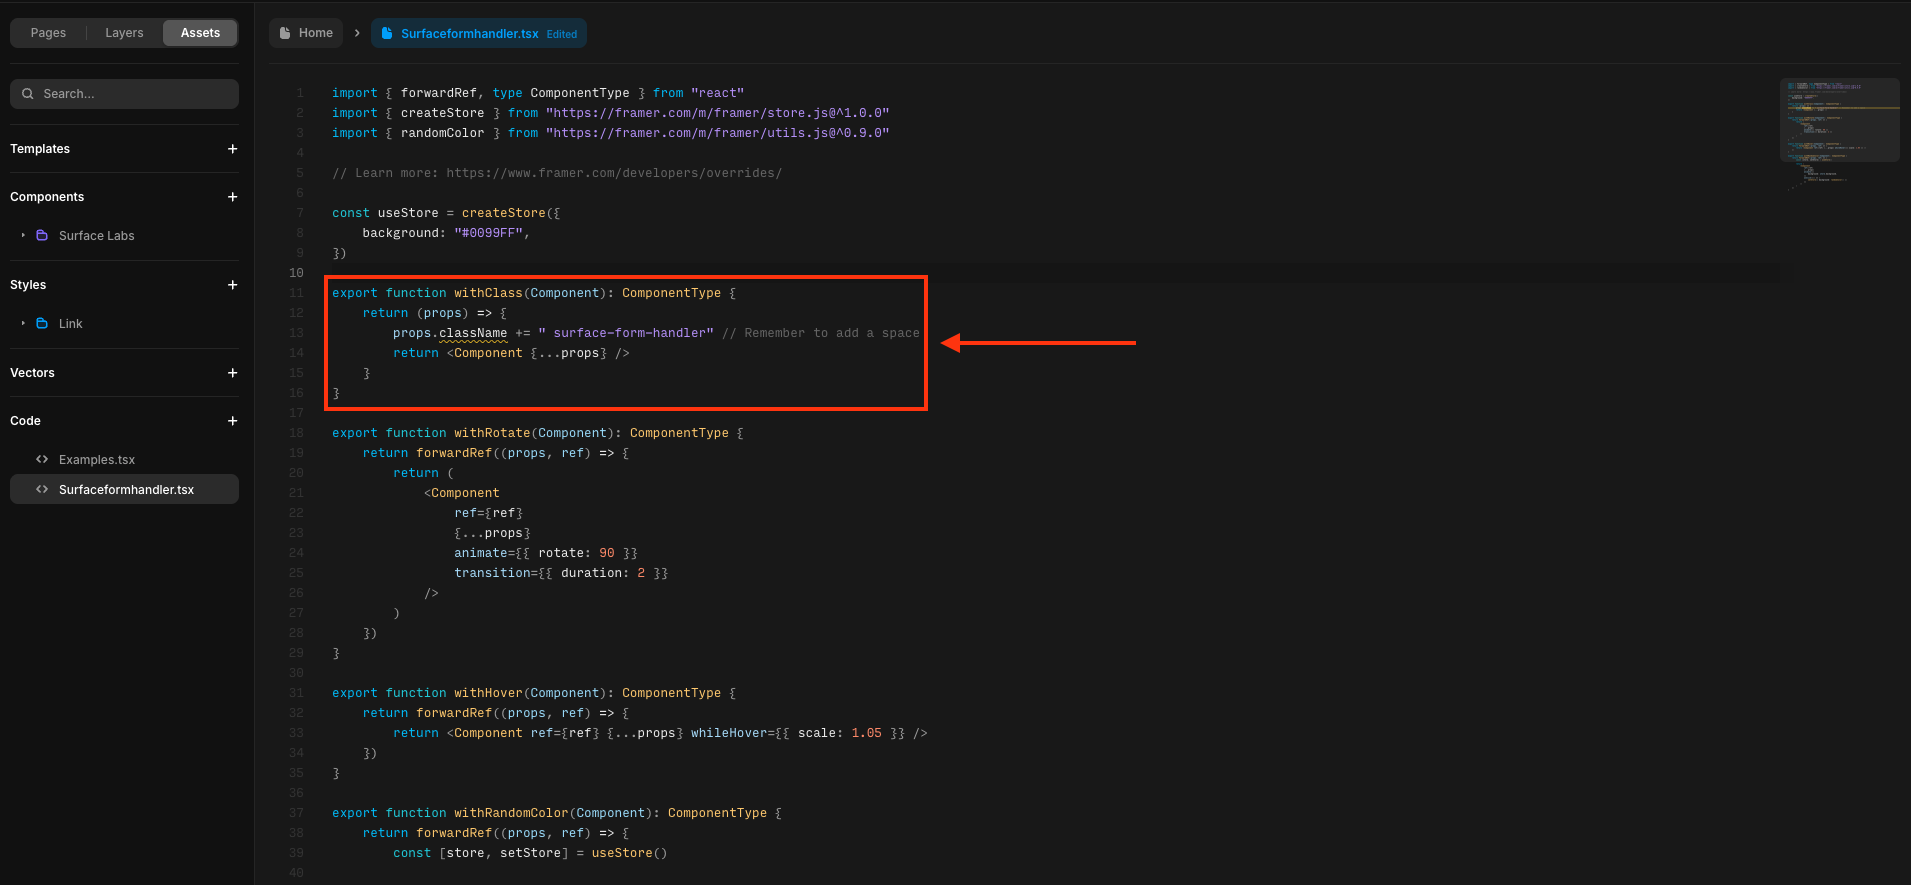 Pages
Layers
Assets
Search...
Templates
Components
Surface Labs
Styles
Link
Vectors
Code
Examples.tsx
Surfaceformhandler.tsx
Home
Surfaceformhandler.tsx Edited
1 import { forwardRef, type ComponentType } from "react"
2 import { createStore } from "https://framer.com/m/framer/store.js@^1.0.0"
3 import { randomColor } from "https://framer.com/m/framer/utils.js@^0.9.0"
4
5 // Learn more: https://www.framer.com/developers/overrides/
6
7 const useStore = createStore({
8     background: "#0099FF",
9 })
10
11 export function withClass(Component): ComponentType {
12     return (props) => {
13         props.className += " surface-form-handler" // Remember to add a space
14         return <Component {...props} />
15     }
16 }
17
18 export function withRotate(Component): ComponentType {
19     return forwardRef((props, ref) => {
20         return (
21             <Component
22                 ref={ref}
23                 {...props}
24                 animate={{ rotate: 90 }}
25                 transition={{ duration: 2 }}
26             />
27         )
28     })
29 }
30
31 export function withHover(Component): ComponentType {
32     return forwardRef((props, ref) => {
33         return <Component ref={ref} {...props} whileHover={{ scale: 1.05 }} />
34     })
35 }
36
37 export function withRandomColor(Component): ComponentType {
38     return forwardRef((props, ref) => {
39         const [store, setStore] = useStore()
40